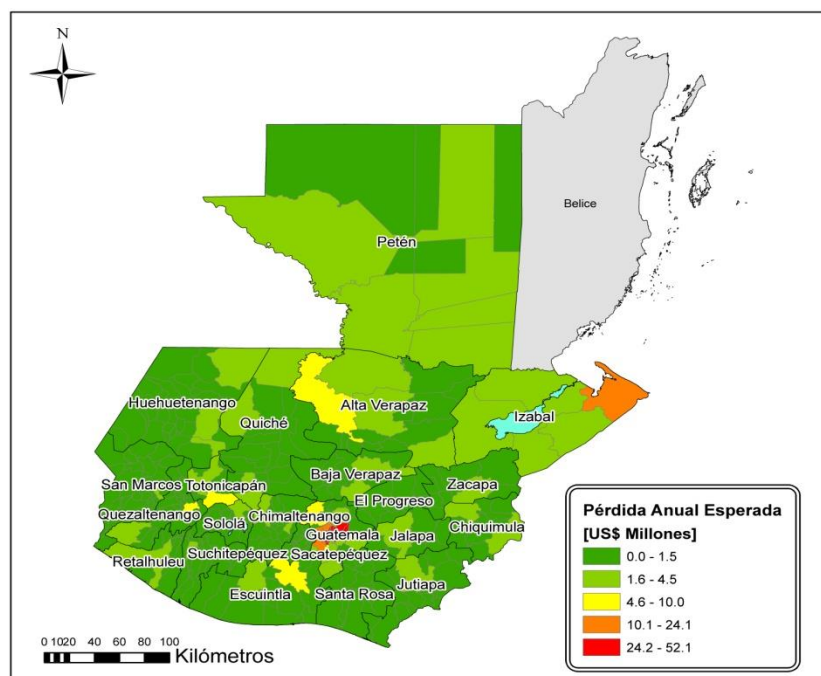 N
Belice
Petén
Huehuetenango
Quiché
Alta Verapaz
Izabal
San Marcos
Totonicapán
Baja Verapaz
El Progreso
Zacapa
Quezaltenango
Sololá
Chimaltenango
Guatemala
Jalapa
Chiquimula
Retalhuleu
Suchitepéquez
Sacatepéquez
Escuintla
Santa Rosa
Jutiapa
Pérdida Anual Esperada
[US$ Millones]
0.0 - 1.5
1.6 - 4.5
4.6 - 10.0
10.1 - 24.1
24.2 - 52.1
0 10 20 40 60 80 100
Kilómetros